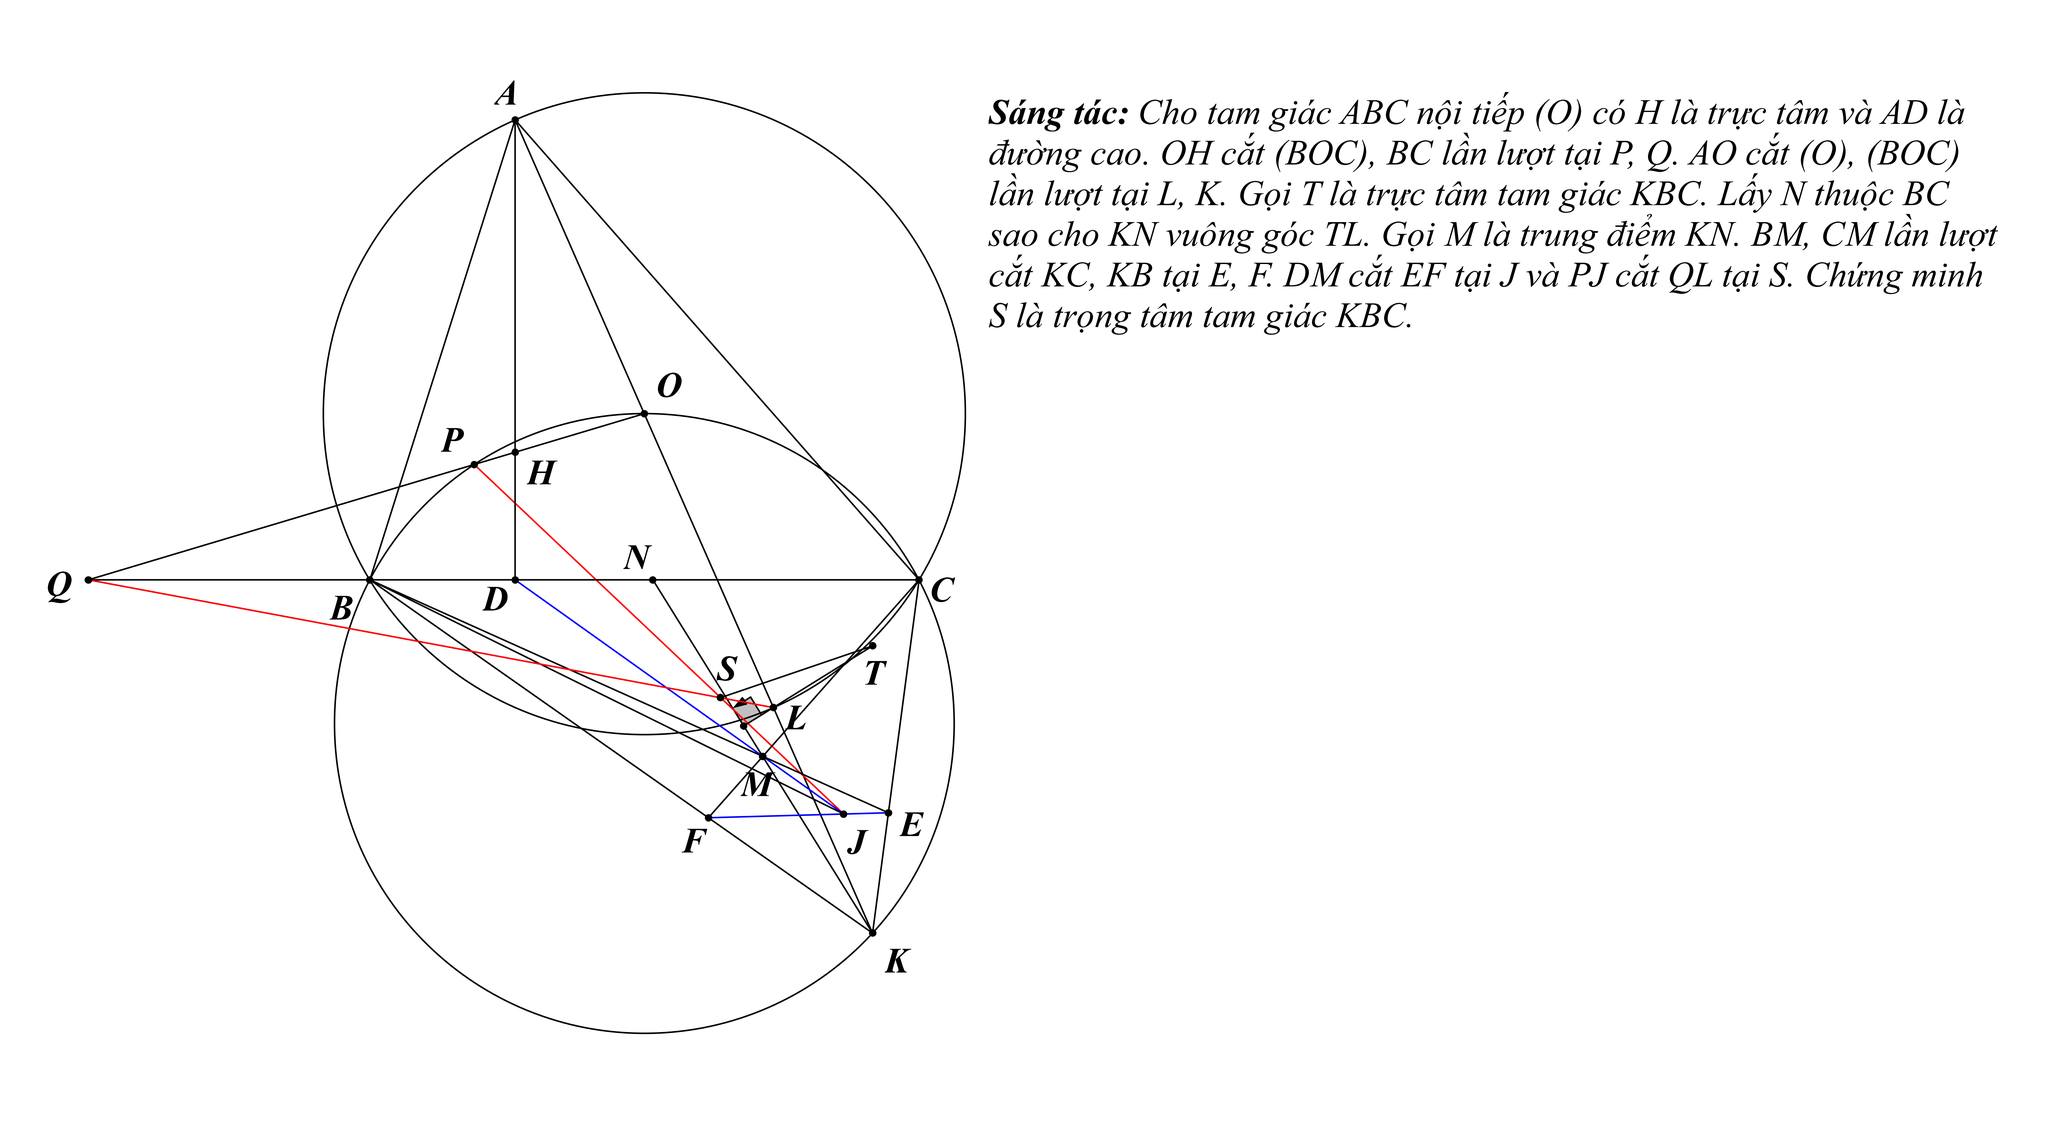 A
Sáng tác: Cho tam giác ABC nội tiếp (O) có H là trực tâm và AD là
đường cao. OH cắt (BOC), BC lần lượt tại P, Q. AO cắt (O), (BOC)
lần lượt tại L, K. Gọi T là trực tâm tam giác KBC. Lấy N thuộc BC
sao cho KN vuông góc TL. Gọi M là trung điểm KN. BM, CM lần lượt
cắt KC, KB tại E, F. DM cắt EF tại J và PJ cắt QL tại S. Chứng minh
S là trọng tâm tam giác KBC.
O
P
H
N
Q
B
D
C
S
T
L
M
F
J
E
K